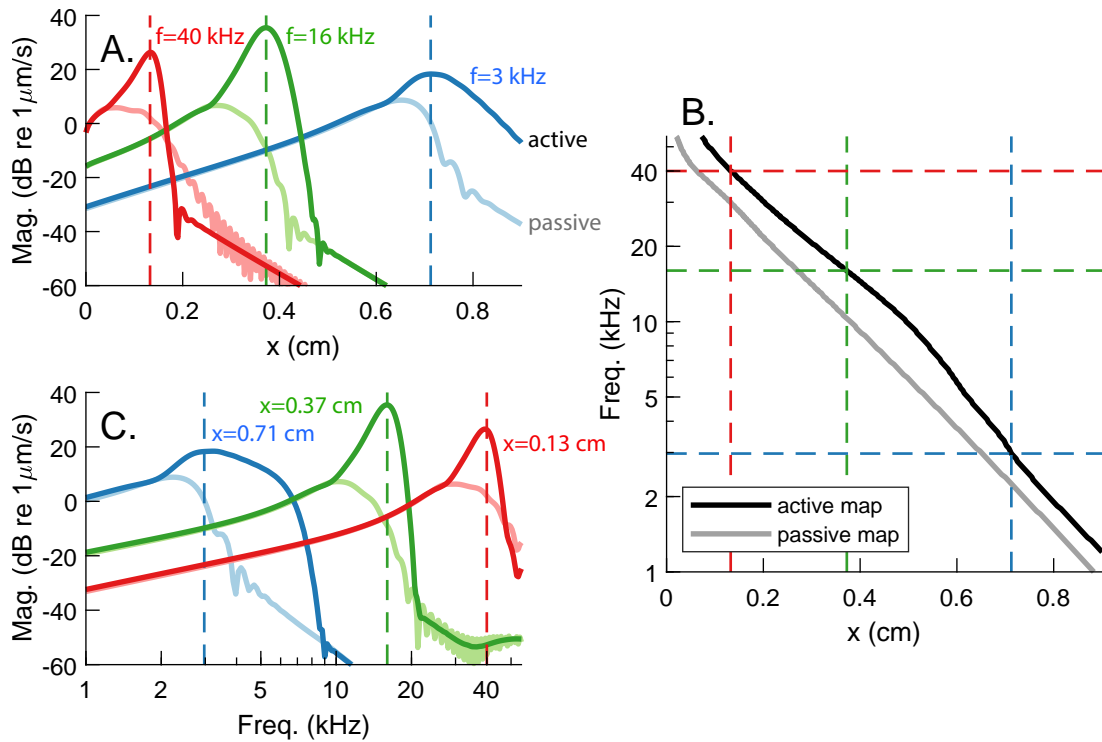 A.
f=40 kHz
f=16 kHz
f=3 kHz
active
passive
40
20
0
-20
-40
-60
Mag. (dB re 1μm/s)
0
0.2
0.4
0.6
0.8
x (cm)
B.
40
20
10
5
2
1
Freq. (kHz)
active map
passive map
0
0.2
0.4
0.6
0.8
x (cm)
C.
x=0.37 cm
x=0.71 cm
x=0.13 cm
40
20
0
-20
-40
-60
Mag. (dB re 1μm/s)
1
2
5
10
20
40
Freq. (kHz)